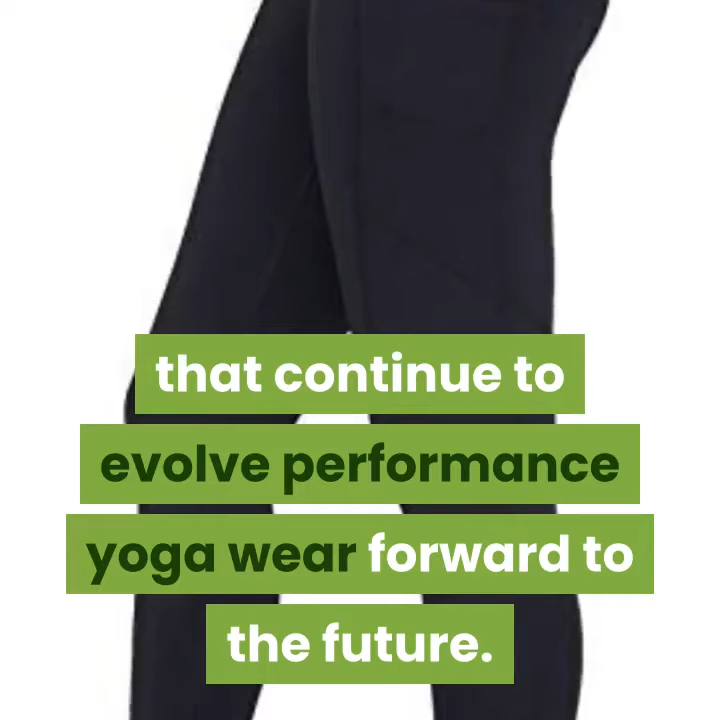 that continue to
evolve performance
yoga wear forward to
the future.